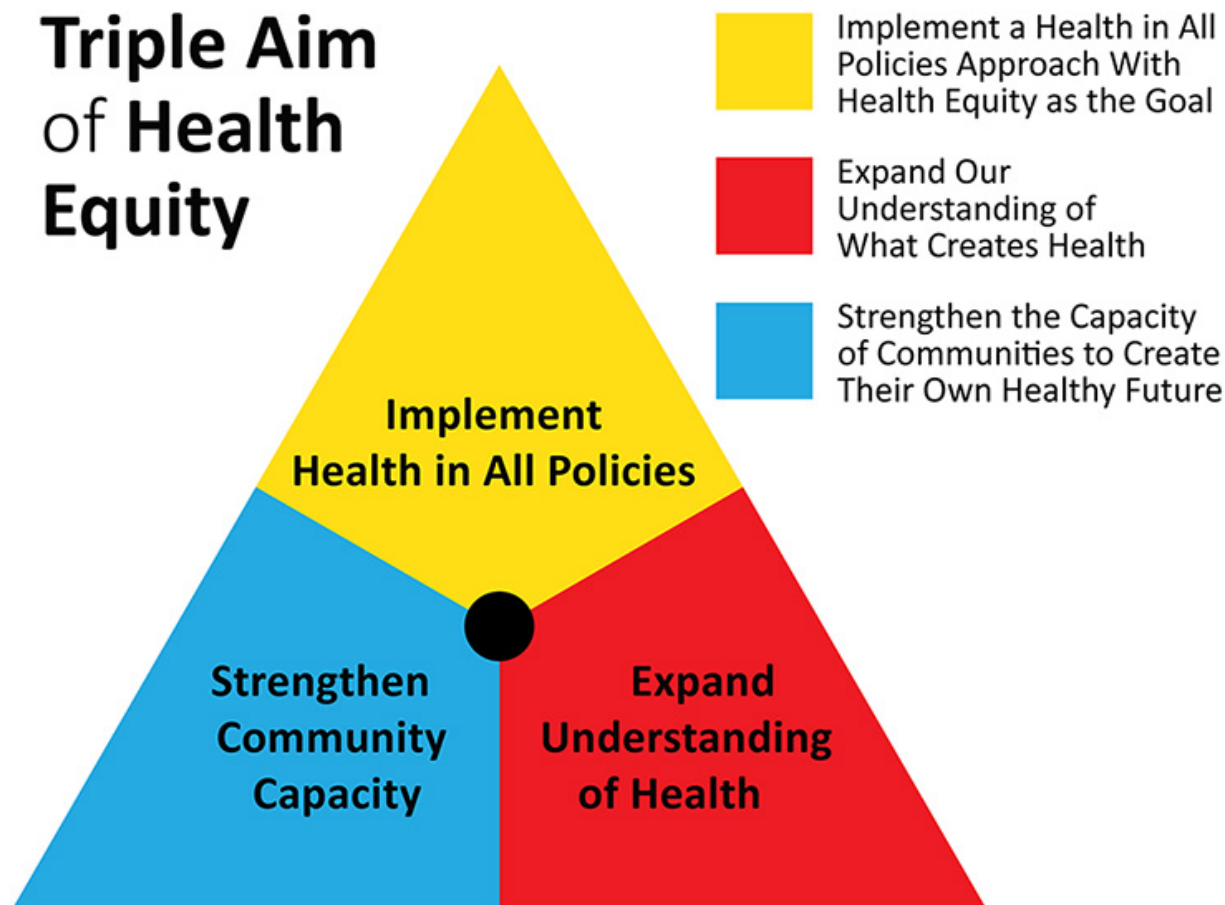 Triple Aim
of Health
Equity
Implement a Health in All
Policies Approach With
Health Equity as the Goal
Expand Our
Understanding of
What Creates Health
Strengthen the Capacity
of Communities to Create
Their Own Healthy Future
Implement
Health in All Policies
Strengthen
Community
Capacity
Expand
Understanding
of Health